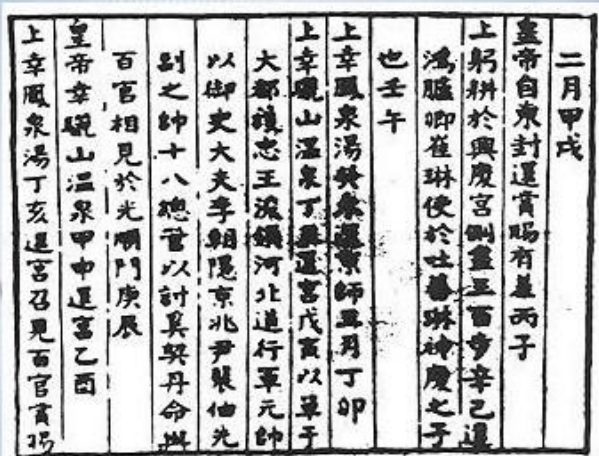 二月甲戌
皇帝自東封還賞賜有差丙子
上躬耕於興慶宮側盡三百步辛己還
鴻臚卿崔琳使於吐蕃琳神慶之子
也壬午
上幸鳳泉湯癸未還京師五月丁卯
上幸驪山溫泉丁丑還宮戊寅以單于
大都護忠王浚領河北道行軍元帥
以御史大夫李朝隱京兆尹裴伷先
副之帥十八總管以討奚契丹命與
百官相見於光順門庚辰
皇帝幸驪山溫泉甲申還宮乙酉
上幸鳳泉湯丁亥還宮召見百官賞賜